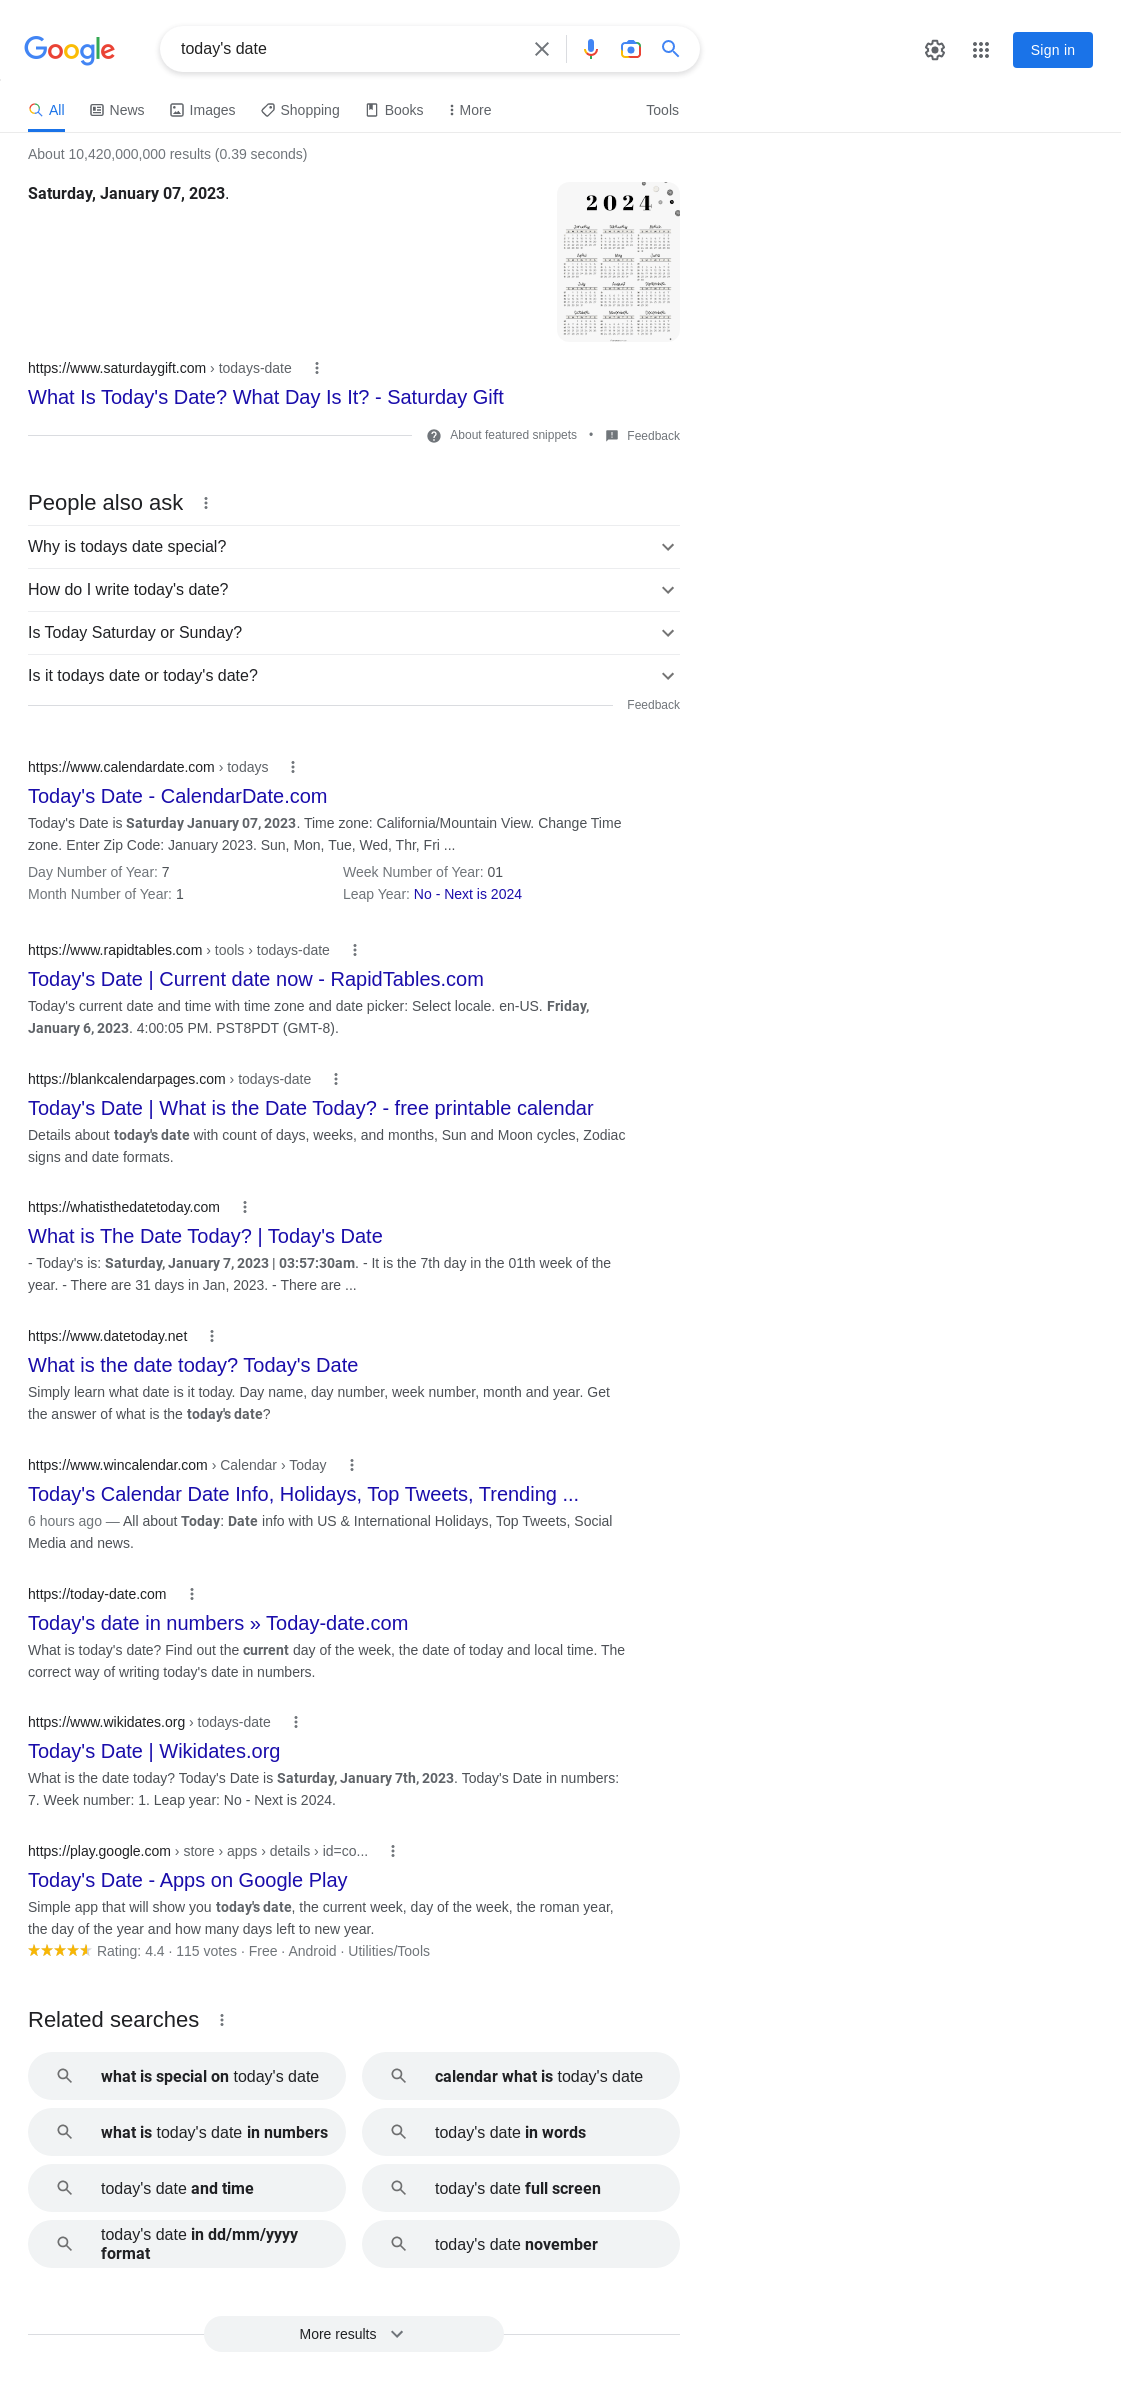 Google
today's date
Sign in
All
News
Images
Shopping
Books
More
Tools
About 10,420,000,000 results (0.39 seconds)
Saturday, January 07, 2023.
2024
https://www.saturdaygift.com › todays-date
What Is Today's Date? What Day Is It? - Saturday Gift
About featured snippets • Feedback
People also ask
Why is todays date special?
How do I write today's date?
Is Today Saturday or Sunday?
Is it todays date or today's date?
Feedback
https://www.calendardate.com › todays
Today's Date - CalendarDate.com
Today's Date is Saturday January 07, 2023. Time zone: California/Mountain View. Change Time
zone. Enter Zip Code: January 2023. Sun, Mon, Tue, Wed, Thr, Fri ...
Day Number of Year: 7
Week Number of Year: 01
Month Number of Year: 1
Leap Year: No - Next is 2024
https://www.rapidtables.com › tools › todays-date
Today's Date | Current date now - RapidTables.com
Today's current date and time with time zone and date picker: Select locale. en-US. Friday,
January 6, 2023. 4:00:05 PM. PST8PDT (GMT-8).
https://blankcalendarpages.com › todays-date
Today's Date | What is the Date Today? - free printable calendar
Details about today's date with count of days, weeks, and months, Sun and Moon cycles, Zodiac
signs and date formats.
https://whatisthedatetoday.com
What is The Date Today? | Today's Date
- Today's is: Saturday, January 7, 2023 | 03:57:30am. - It is the 7th day in the 01th week of the
year. - There are 31 days in Jan, 2023. - There are ...
https://www.datetoday.net
What is the date today? Today's Date
Simply learn what date is it today. Day name, day number, week number, month and year. Get
the answer of what is the today's date?
https://www.wincalendar.com › Calendar › Today
Today's Calendar Date Info, Holidays, Top Tweets, Trending ...
6 hours ago — All about Today: Date info with US & International Holidays, Top Tweets, Social
Media and news.
https://today-date.com
Today's date in numbers » Today-date.com
What is today's date? Find out the current day of the week, the date of today and local time. The
correct way of writing today's date in numbers.
https://www.wikidates.org › todays-date
Today's Date | Wikidates.org
What is the date today? Today's Date is Saturday, January 7th, 2023. Today's Date in numbers:
7. Week number: 1. Leap year: No - Next is 2024.
https://play.google.com › store › apps › details › id=co...
Today's Date - Apps on Google Play
Simple app that will show you today's date, the current week, day of the week, the roman year,
the day of the year and how many days left to new year.
Rating: 4.4 · 115 votes · Free · Android · Utilities/Tools
Related searches
what is special on today's date
calendar what is today's date
what is today's date in numbers
today's date in words
today's date and time
today's date full screen
today's date in dd/mm/yyyy
format
today's date november
More results